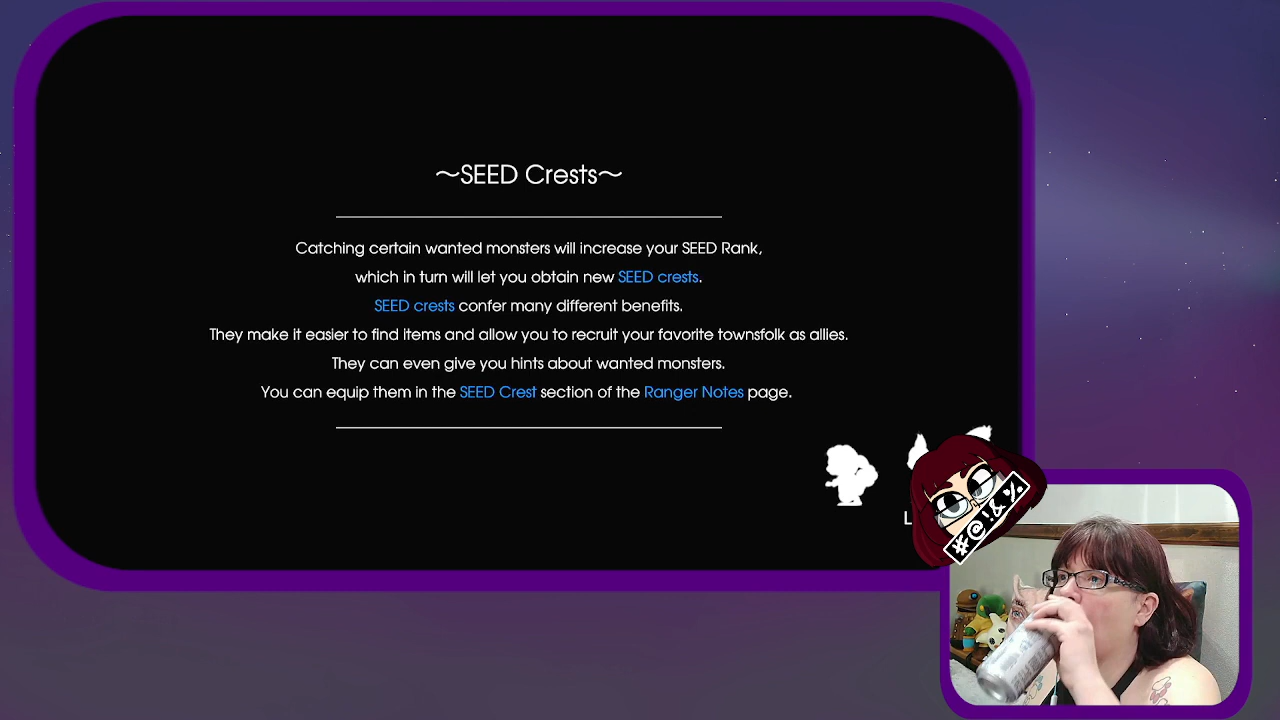 ～SEED Crests～
Catching certain wanted monsters will increase your SEED Rank,
which in turn will let you obtain new SEED crests.
SEED crests confer many different benefits.
They make it easier to find items and allow you to recruit your favorite townsfolk as allies.
They can even give you hints about wanted monsters.
You can equip them in the SEED Crest section of the Ranger Notes page.
L
#@!&%